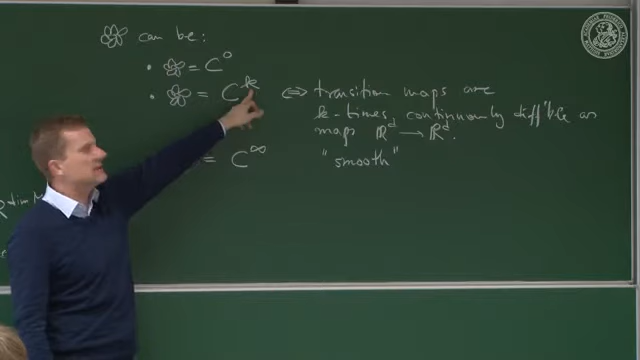 can be:
• = C⁰
• = Cᵏ ⟺ transition maps are
k-times continuously diff'ble as
maps ℝᵈ → ℝᵈ.
= C^∞ "smooth"